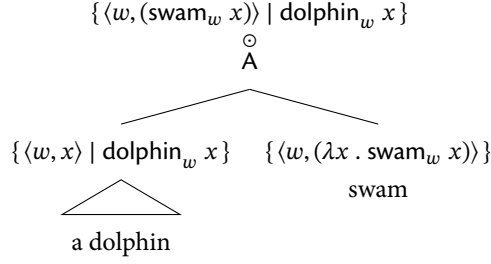 {⟨w, (swam_w x)⟩ | dolphin_w x}
⊙
A
{⟨w, x⟩ | dolphin_w x} {⟨w, (λx . swam_w x)⟩}
swam
a dolphin